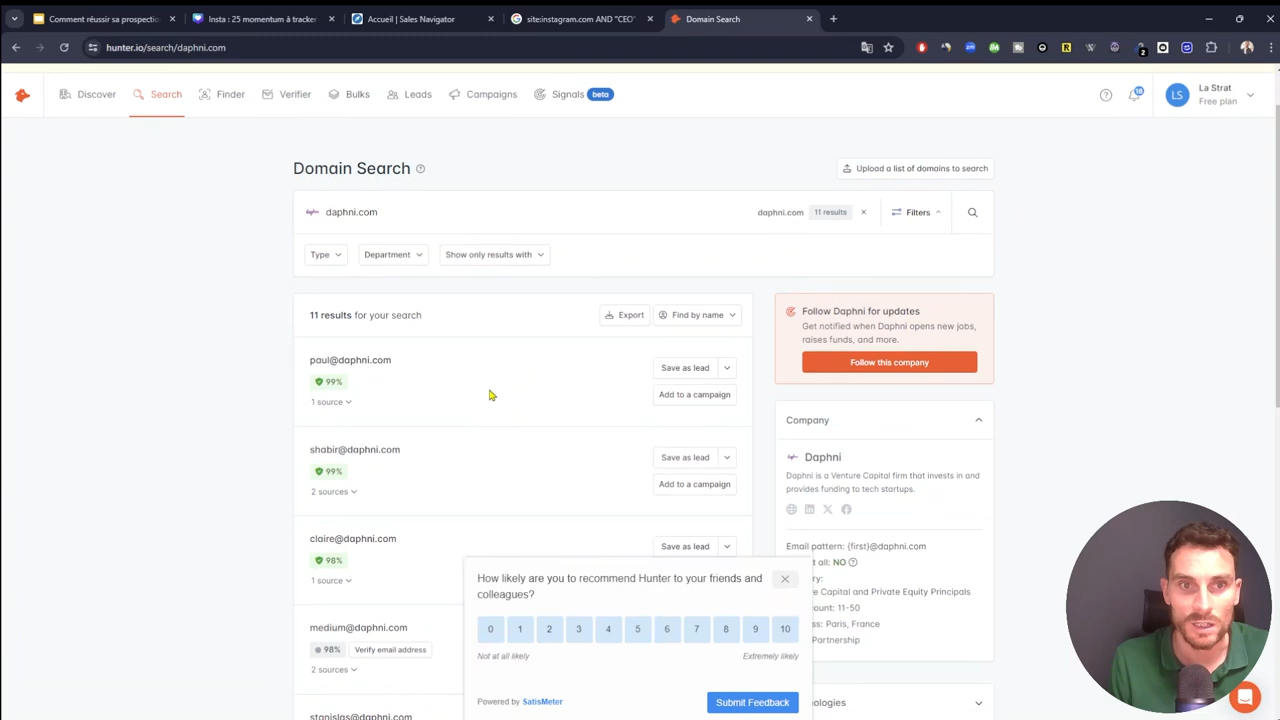 Comment réussir sa prospectio
Insta : 25 momentum à tracker
Accueil | Sales Navigator
site:instagram.com AND "CEO"
Domain Search
hunter.io/search/daphni.com
2
Discover
Search
Finder
Verifier
Bulks
Leads
Campaigns
Signals beta
18
LS
La Strat
Free plan
Domain Search
Upload a list of domains to search
daphni.com
daphni.com 11 results
Filters
Type
Department
Show only results with
11 results for your search
Export
Find by name
Follow Daphni for updates
Get notified when Daphni opens new jobs,
raises funds, and more.
Follow this company
paul@daphni.com
99%
1 source
Save as lead
Add to a campaign
shabir@daphni.com
99%
2 sources
Save as lead
Add to a campaign
claire@daphni.com
98%
1 source
Save as lead
medium@daphni.com
98%
Verify email address
2 sources
stanislas@daphni.com
Company
Daphni
Daphni is a Venture Capital firm that invests in and
provides funding to tech startups.
Email pattern: {first}@daphni.com
t all: NO
ry:
re Capital and Private Equity Principals
ount: 11-50
ss: Paris, France
Partnership
nologies
How likely are you to recommend Hunter to your friends and
colleagues?
0 1 2 3 4 5 6 7 8 9 10
Not at all likely
Extremely likely
Powered by SatisMeter
Submit Feedback